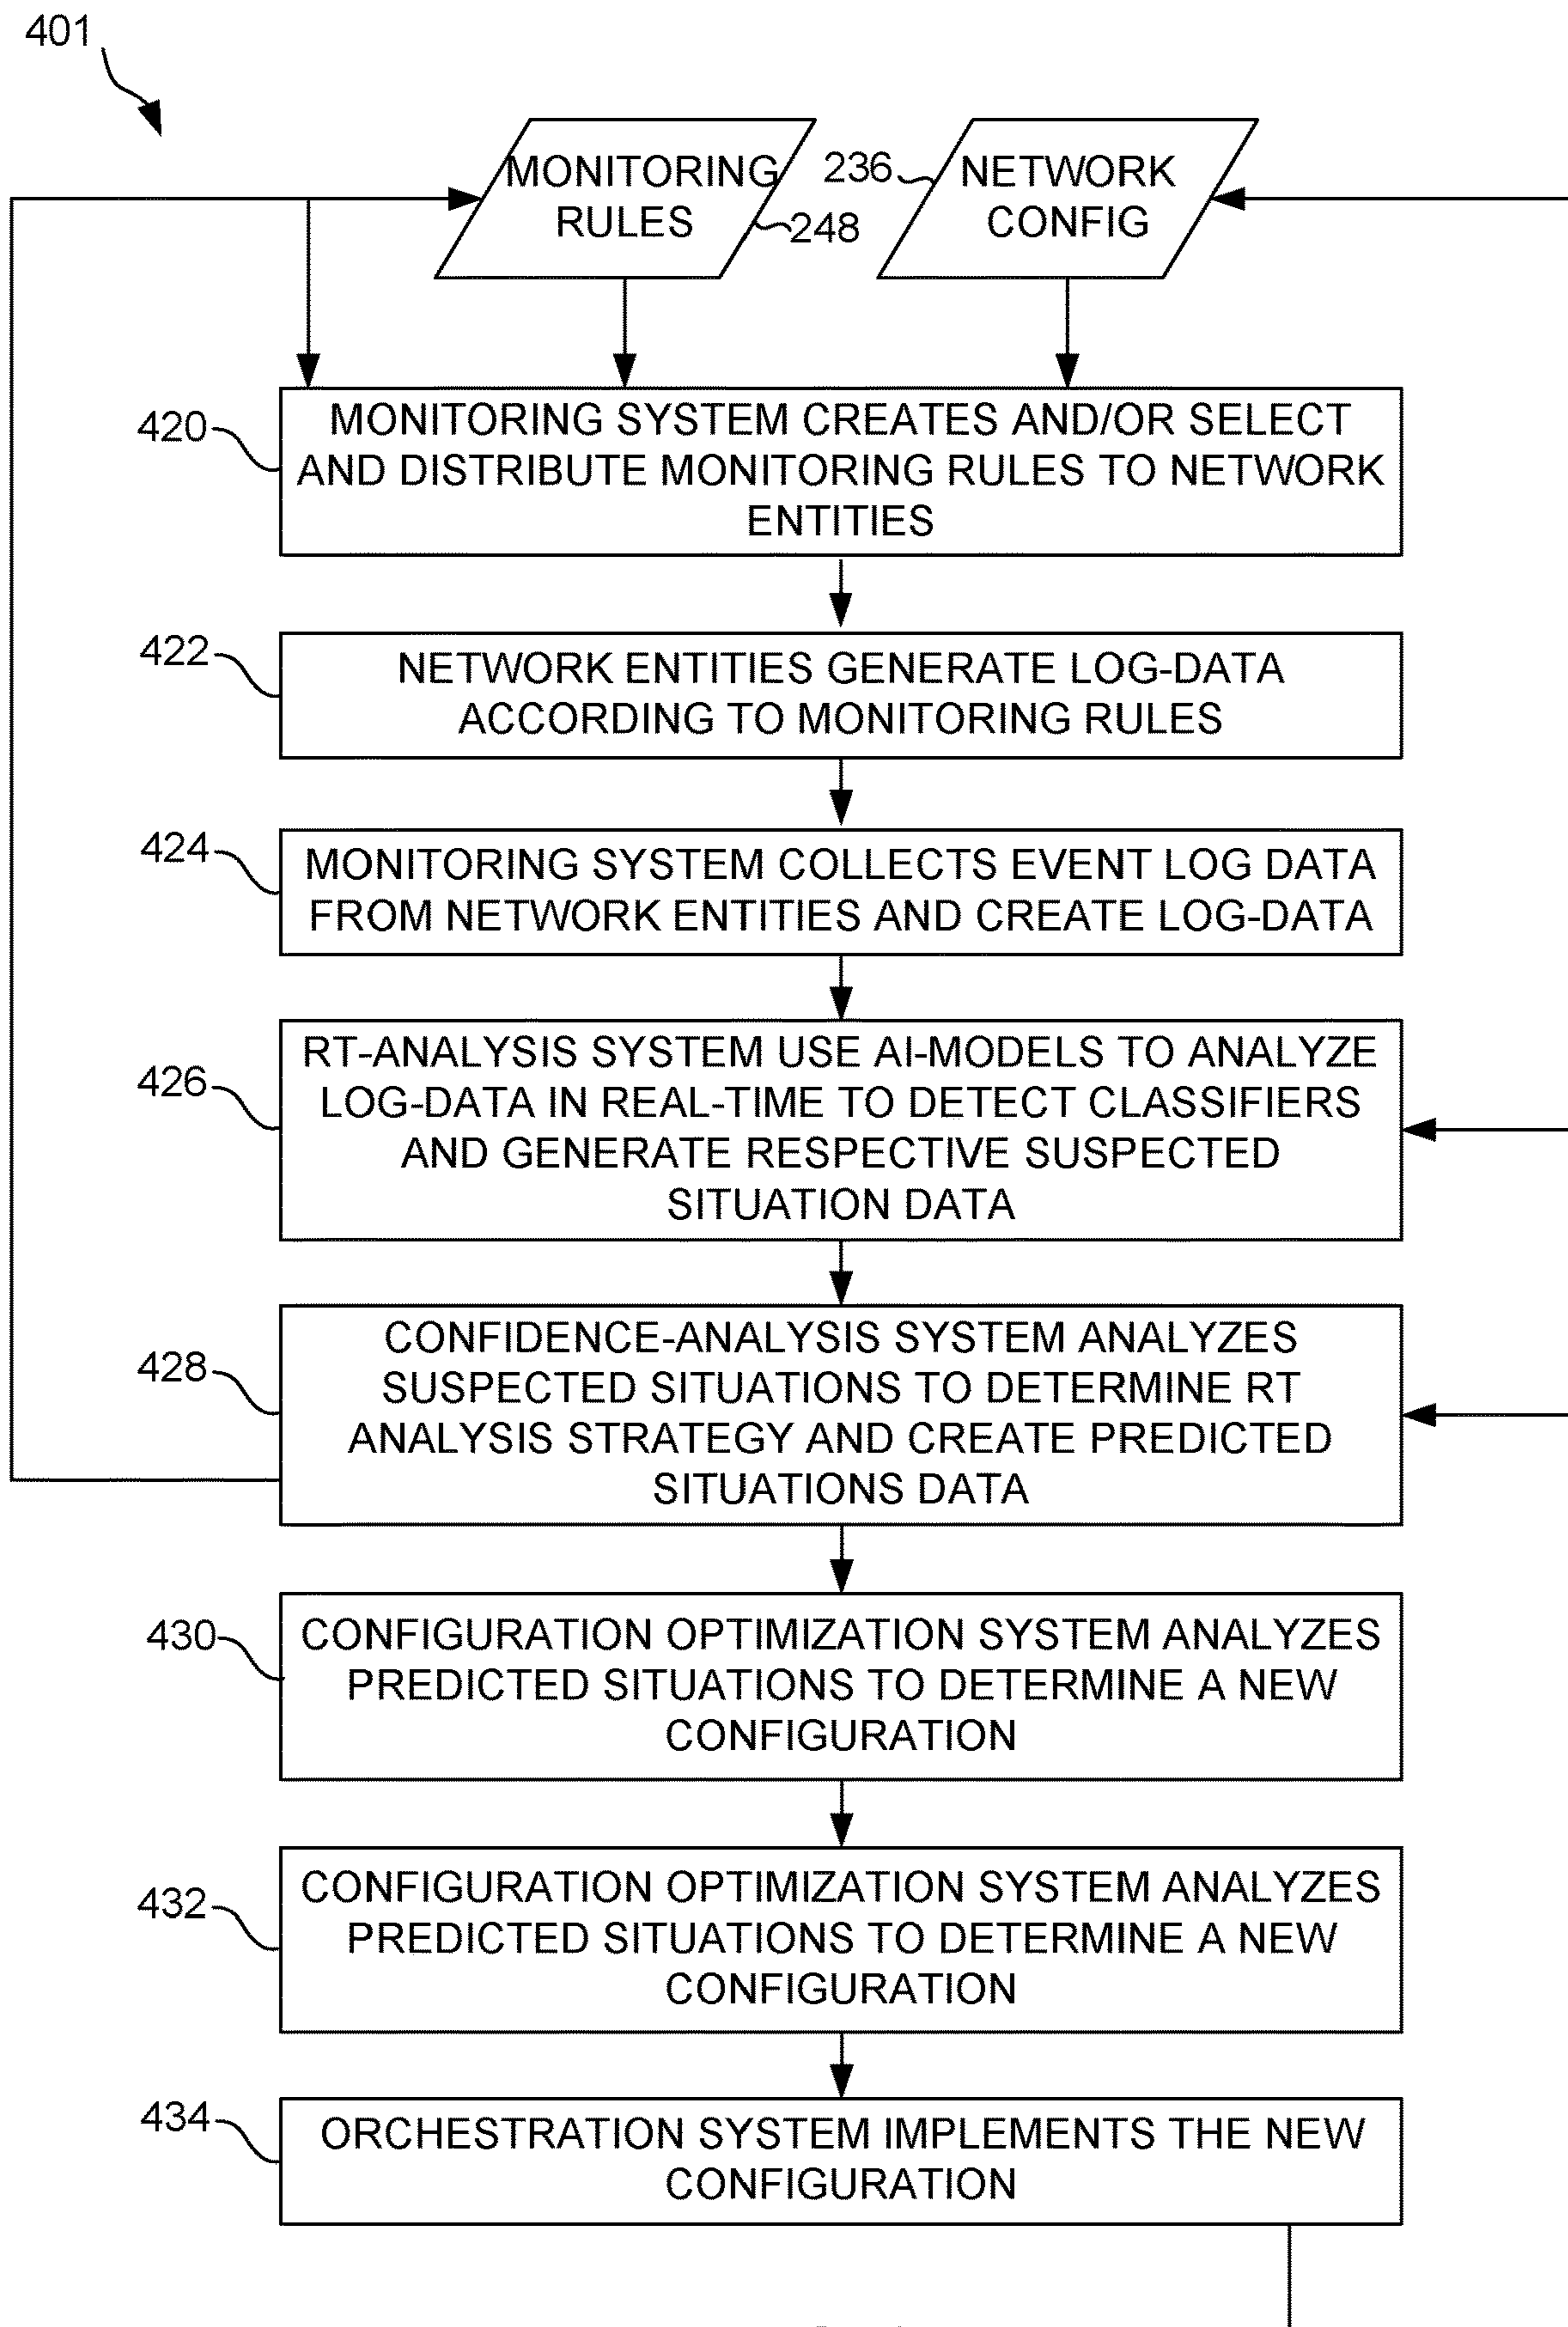 401
MONITORING
RULES
248
236
NETWORK
CONFIG
420
MONITORING SYSTEM CREATES AND/OR SELECT
AND DISTRIBUTE MONITORING RULES TO NETWORK
ENTITIES
422
NETWORK ENTITIES GENERATE LOG-DATA
ACCORDING TO MONITORING RULES
424
MONITORING SYSTEM COLLECTS EVENT LOG DATA
FROM NETWORK ENTITIES AND CREATE LOG-DATA
426
RT-ANALYSIS SYSTEM USE AI-MODELS TO ANALYZE
LOG-DATA IN REAL-TIME TO DETECT CLASSIFIERS
AND GENERATE RESPECTIVE SUSPECTED
SITUATION DATA
428
CONFIDENCE-ANALYSIS SYSTEM ANALYZES
SUSPECTED SITUATIONS TO DETERMINE RT
ANALYSIS STRATEGY AND CREATE PREDICTED
SITUATIONS DATA
430
CONFIGURATION OPTIMIZATION SYSTEM ANALYZES
PREDICTED SITUATIONS TO DETERMINE A NEW
CONFIGURATION
432
CONFIGURATION OPTIMIZATION SYSTEM ANALYZES
PREDICTED SITUATIONS TO DETERMINE A NEW
CONFIGURATION
434
ORCHESTRATION SYSTEM IMPLEMENTS THE NEW
CONFIGURATION